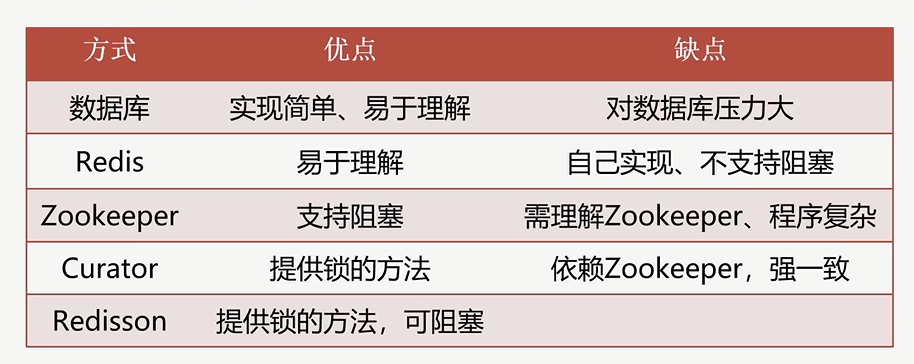 方式 优点 缺点
数据库 实现简单、易于理解 对数据库压力大
Redis 易于理解 自己实现、不支持阻塞
Zookeeper 支持阻塞 需理解Zookeeper、程序复杂
Curator 提供锁的方法 依赖Zookeeper，强一致
Redisson 提供锁的方法，可阻塞